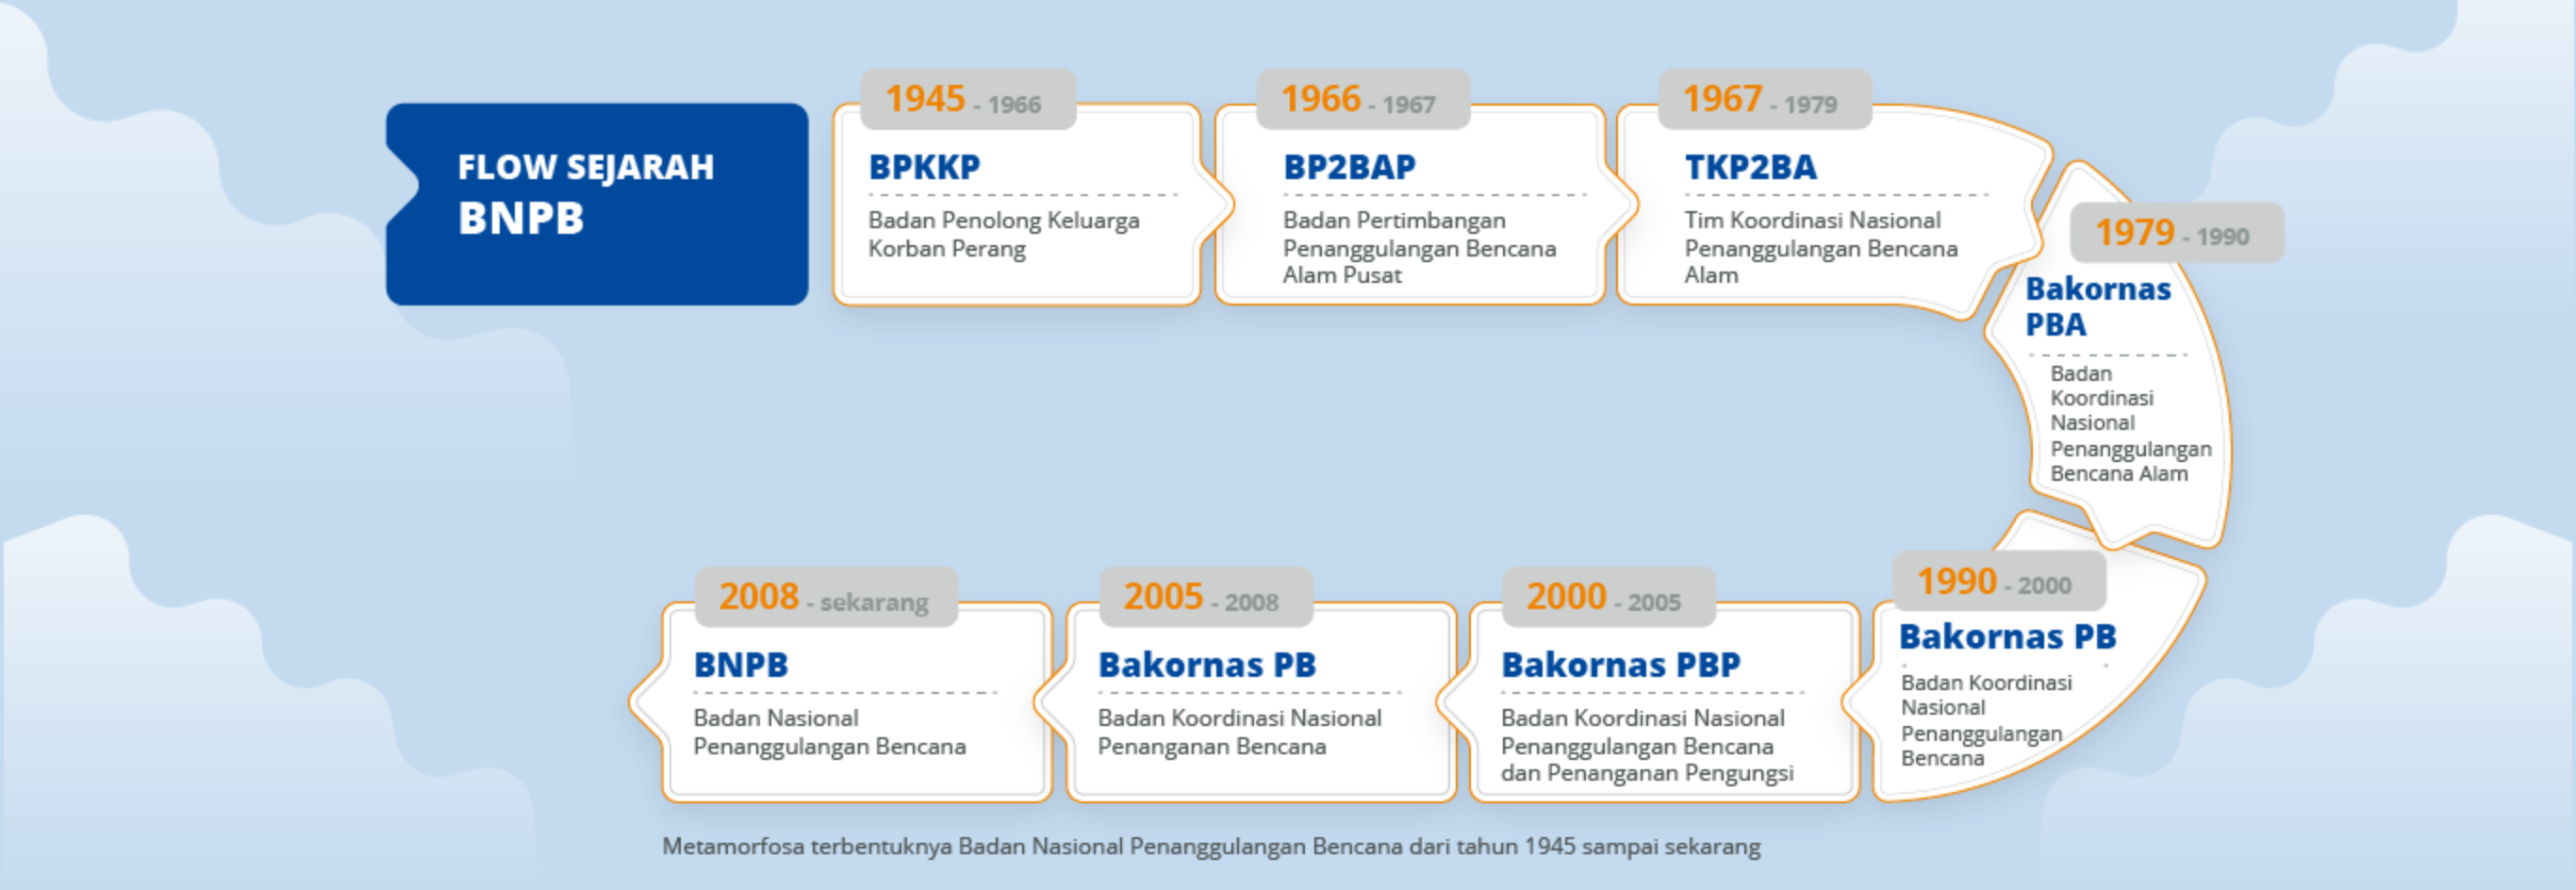 FLOW SEJARAH
BNPB
1945 - 1966
BPKKP
Badan Penolong Keluarga
Korban Perang
1966 - 1967
BP2BAP
Badan Pertimbangan
Penanggulangan Bencana
Alam Pusat
1967 - 1979
TKP2BA
Tim Koordinasi Nasional
Penanggulangan Bencana
Alam
1979 - 1990
Bakornas
PBA
Badan
Koordinasi
Nasional
Penanggulangan
Bencana Alam
1990 - 2000
Bakornas PB
Badan Koordinasi
Nasional
Penanggulangan
Bencana
2000 - 2005
Bakornas PBP
Badan Koordinasi Nasional
Penanggulangan Bencana
dan Penanganan Pengungsi
2005 - 2008
Bakornas PB
Badan Koordinasi Nasional
Penanganan Bencana
2008 - sekarang
BNPB
Badan Nasional
Penanggulangan Bencana
Metamorfosa terbentuknya Badan Nasional Penanggulangan Bencana dari tahun 1945 sampai sekarang